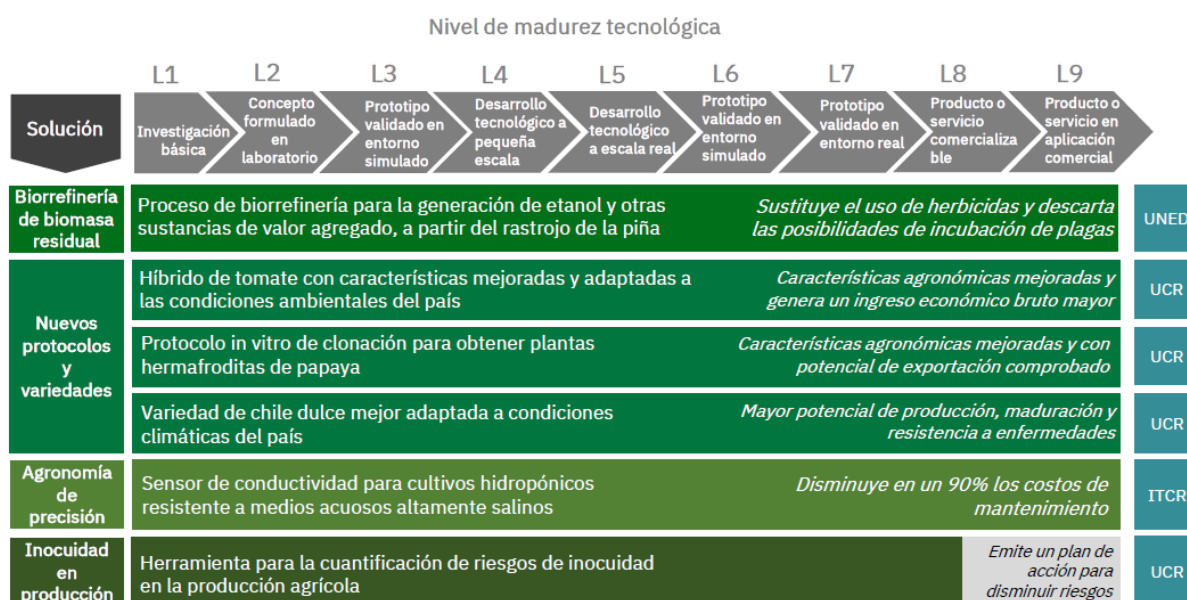 Nivel de madurez tecnológica
L1 L2 L3 L4 L5 L6 L7 L8 L9
Solución
Investigación
básica
Concepto
formulado
en
laboratorio
Prototipo
validado en
entorno
simulado
Desarrollo
tecnológico a
pequeña
escala
Desarrollo
tecnológico
a escala real
Prototipo
validado en
entorno
simulado
Prototipo
validado en
entorno real
Producto o
servicio
comercializa
ble
Producto o
servicio en
aplicación
comercial
Biorrefinería
de biomasa
residual
Proceso de biorrefinería para la generación de etanol y otras
sustancias de valor agregado, a partir del rastrojo de la piña
Sustituye el uso de herbicidas y descarta
las posibilidades de incubación de plagas
UNED
Nuevos
protocolos
y
variedades
Híbrido de tomate con características mejoradas y adaptadas a
las condiciones ambientales del país
Características agronómicas mejoradas y
genera un ingreso económico bruto mayor
UCR
Protocolo in vitro de clonación para obtener plantas
hermafroditas de papaya
Características agronómicas mejoradas y con
potencial de exportación comprobado
UCR
Variedad de chile dulce mejor adaptada a condiciones
climáticas del país
Mayor potencial de producción, maduración y
resistencia a enfermedades
UCR
Agronomía
de
precisión
Sensor de conductividad para cultivos hidropónicos
resistente a medios acuosos altamente salinos
Disminuye en un 90% los costos de
mantenimiento
ITCR
Inocuidad
en
producción
Herramienta para la cuantificación de riesgos de inocuidad
en la producción agrícola
Emite un plan de
acción para
disminuir riesgos
UCR